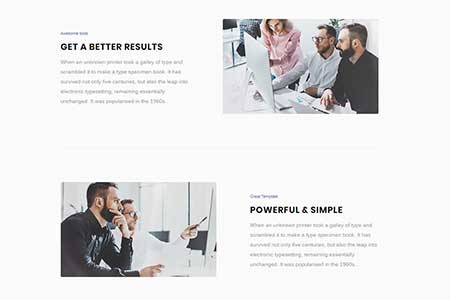 Awesome tools
GET A BETTER RESULTS
When an unknown printer took a galley of type and
scrambled it to make a type specimen book. It has
survived not only five centuries, but also the leap into
electronic typesetting, remaining essentially
unchanged. It was popularised in the 1960s..
Great Template
POWERFUL & SIMPLE
When an unknown printer took a galley of type and
scrambled it to make a type specimen book. It has
survived not only five centuries, but also the leap into
electronic typesetting, remaining essentially
unchanged. It was popularised in the 1960s...